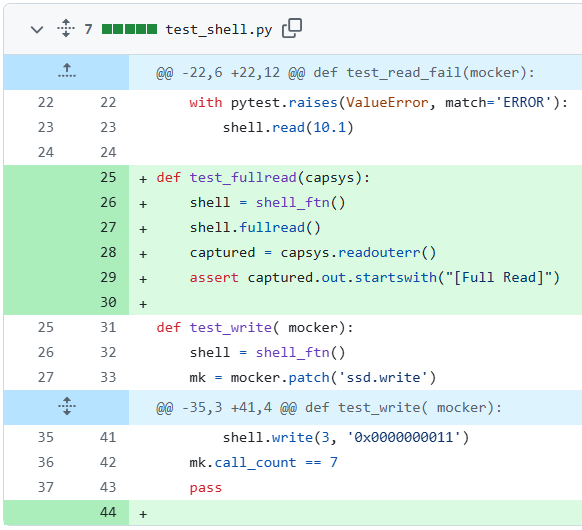 7 test_shell.py
@@ -22,6 +22,12 @@ def test_read_fail(mocker):
22 22     with pytest.raises(ValueError, match='ERROR'):
23 23         shell.read(10.1)
24 24
25 + def test_fullread(capsys):
26 +     shell = shell_ftn()
27 +     shell.fullread()
28 +     captured = capsys.readouterr()
29 +     assert captured.out.startswith("[Full Read]")
30 +
25 31 def test_write( mocker):
26 32     shell = shell_ftn()
27 33     mk = mocker.patch('ssd.write')
@@ -35,3 +41,4 @@ def test_write( mocker):
35 41         shell.write(3, '0x0000000011')
36 42     mk.call_count == 7
37 43     pass
44 +